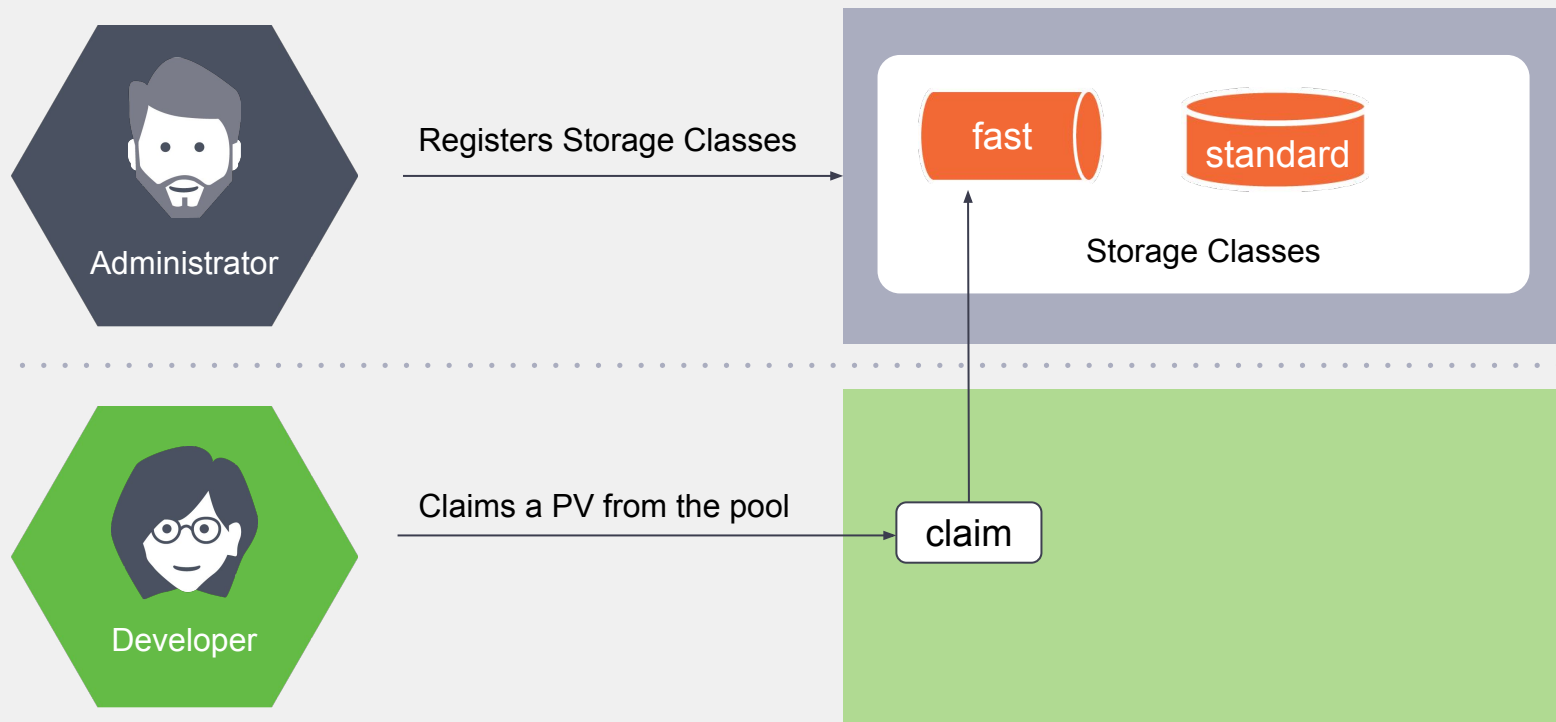 Administrator
Registers Storage Classes
fast
standard
Storage Classes
Developer
Claims a PV from the pool
claim